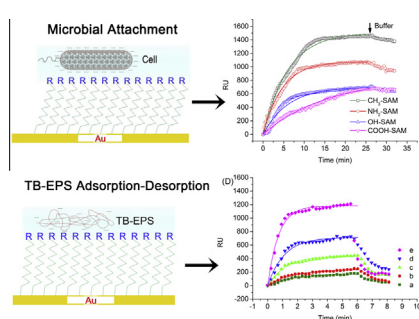 Microbial Attachment
Cell
R R R R R R R R R R R R R
Au
Buffer
1600
1400
1200
1000
800
600
400
200
0
RU
CH3-SAM
NH2-SAM
OH-SAM
COOH-SAM
0 5 10 15 20 25 30 35
Time (min)
TB-EPS Adsorption-Desorption
TB-EPS
R R R R R R R R R R R R R
Au
(D)
1600
1400
1200
1000
800
600
400
200
0
-200
RU
e
d
c
b
a
-1 0 1 2 3 4 5 6 7 8 9 10
Time (min)